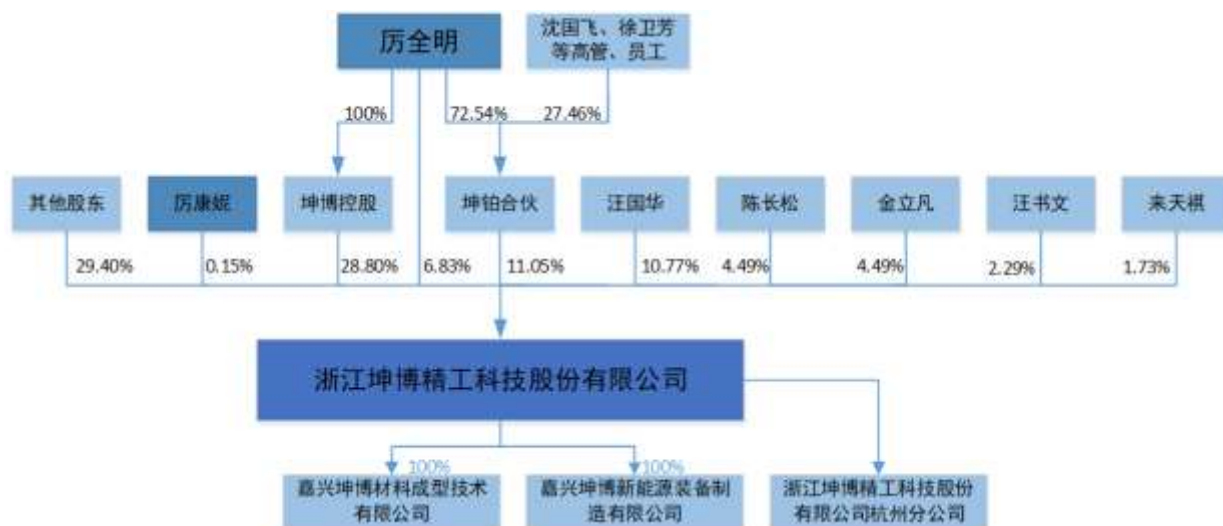 厉全明
沈国飞、徐卫芳
等高管、员工
100%
72.54%
27.46%
其他股东
厉康妮
坤博控股
坤铂合伙
汪国华
陈长松
金立凡
汪书文
来天祺
29.40%
0.15%
28.80%
6.83%
11.05%
10.77%
4.49%
4.49%
2.29%
1.73%
浙江坤博精工科技股份有限公司
100%
100%
嘉兴坤博材料成型技术
有限公司
嘉兴坤博新能源装备制
造有限公司
浙江坤博精工科技股份
有限公司杭州分公司